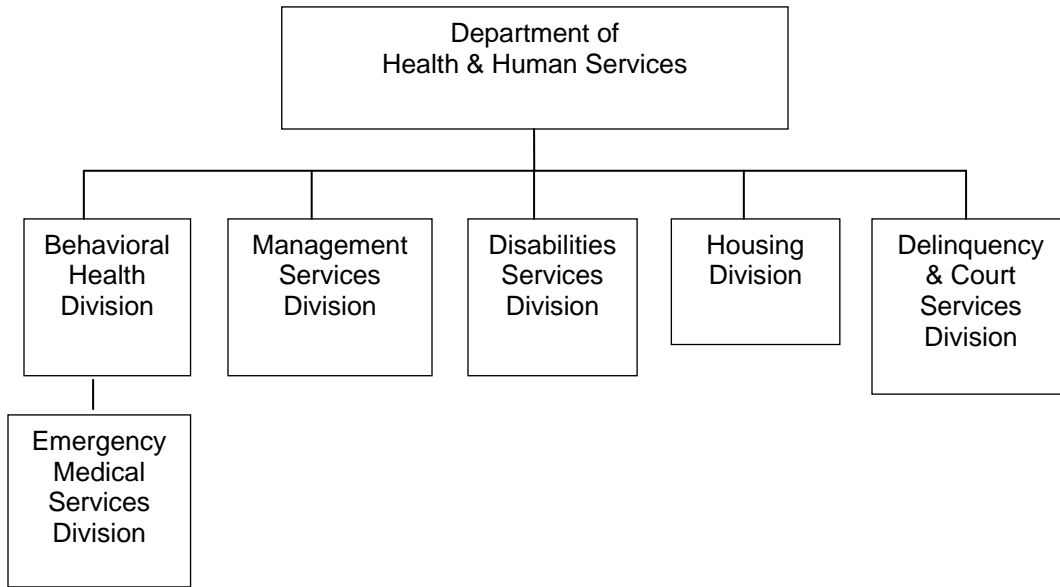 Department of
Health & Human Services
Behavioral
Health
Division
Management
Services
Division
Disabilities
Services
Division
Housing
Division
Delinquency
& Court
Services
Division
Emergency
Medical
Services
Division